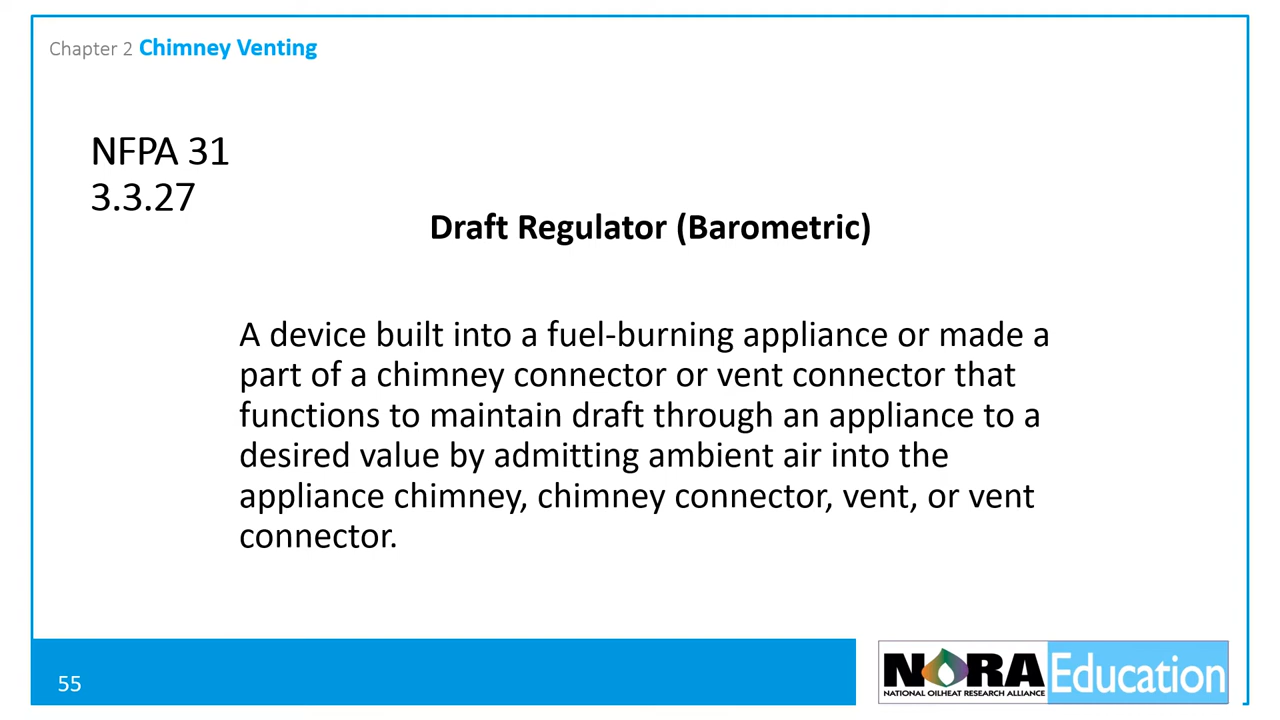 Chapter 2 Chimney Venting
NFPA 31
3.3.27
Draft Regulator (Barometric)
A device built into a fuel-burning appliance or made a
part of a chimney connector or vent connector that
functions to maintain draft through an appliance to a
desired value by admitting ambient air into the
appliance chimney, chimney connector, vent, or vent
connector.
55
NORA Education
NATIONAL OILHEAT RESEARCH ALLIANCE